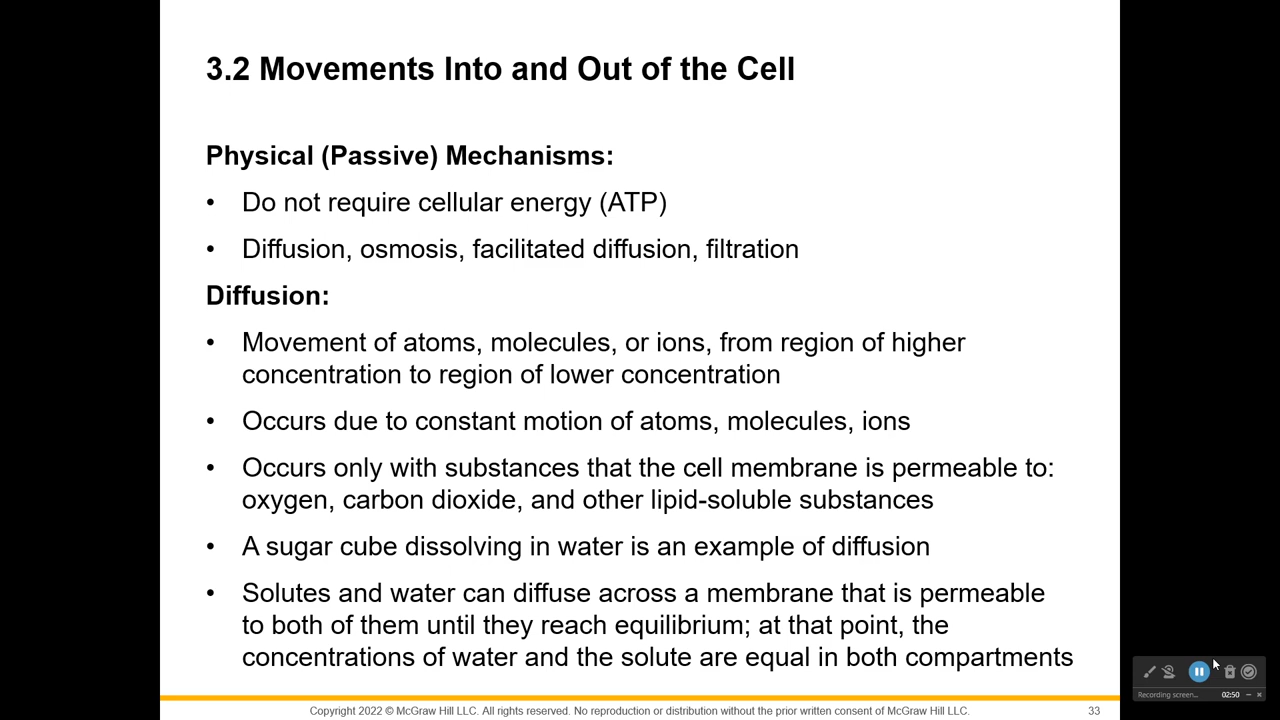 3.2 Movements Into and Out of the Cell
Physical (Passive) Mechanisms:
• Do not require cellular energy (ATP)
• Diffusion, osmosis, facilitated diffusion, filtration
Diffusion:
• Movement of atoms, molecules, or ions, from region of higher
concentration to region of lower concentration
• Occurs due to constant motion of atoms, molecules, ions
• Occurs only with substances that the cell membrane is permeable to:
oxygen, carbon dioxide, and other lipid-soluble substances
• A sugar cube dissolving in water is an example of diffusion
• Solutes and water can diffuse across a membrane that is permeable
to both of them until they reach equilibrium; at that point, the
concentrations of water and the solute are equal in both compartments
Recording screen... 02:50
Copyright 2022 © McGraw Hill LLC. All rights reserved. No reproduction or distribution without the prior written consent of McGraw Hill LLC. 33